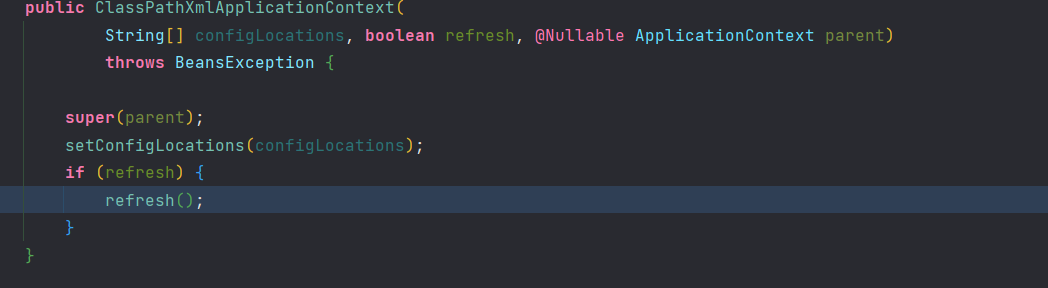 public ClassPathXmlApplicationContext(
String[] configLocations, boolean refresh, @Nullable ApplicationContext parent)
throws BeansException {
super(parent);
setConfigLocations(configLocations);
if (refresh) {
refresh();
}
}